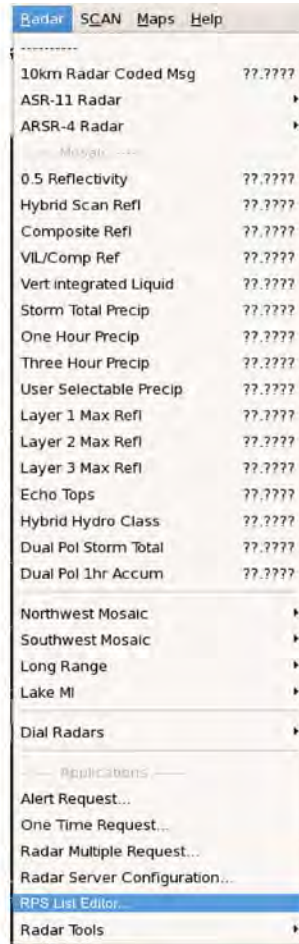 Radar SCAN Maps Help
----------
10km Radar Coded Msg ??.????
ASR-11 Radar
ARSR-4 Radar
---- Mosaic ----
0.5 Reflectivity ??.????
Hybrid Scan Refl ??.????
Composite Refl ??.????
VIL/Comp Ref ??.????
Vert integrated Liquid ??.????
Storm Total Precip ??.????
One Hour Precip ??.????
Three Hour Precip ??.????
User Selectable Precip ??.????
Layer 1 Max Refl ??.????
Layer 2 Max Refl ??.????
Layer 3 Max Refl ??.????
Echo Tops ??.????
Hybrid Hydro Class ??.????
Dual Pol Storm Total ??.????
Dual Pol 1hr Accum ??.????
Northwest Mosaic
Southwest Mosaic
Long Range
Lake MI
Dial Radars
---- Applications ----
Alert Request...
One Time Request...
Radar Multiple Request...
Radar Server Configuration...
RPS List Editor...
Radar Tools